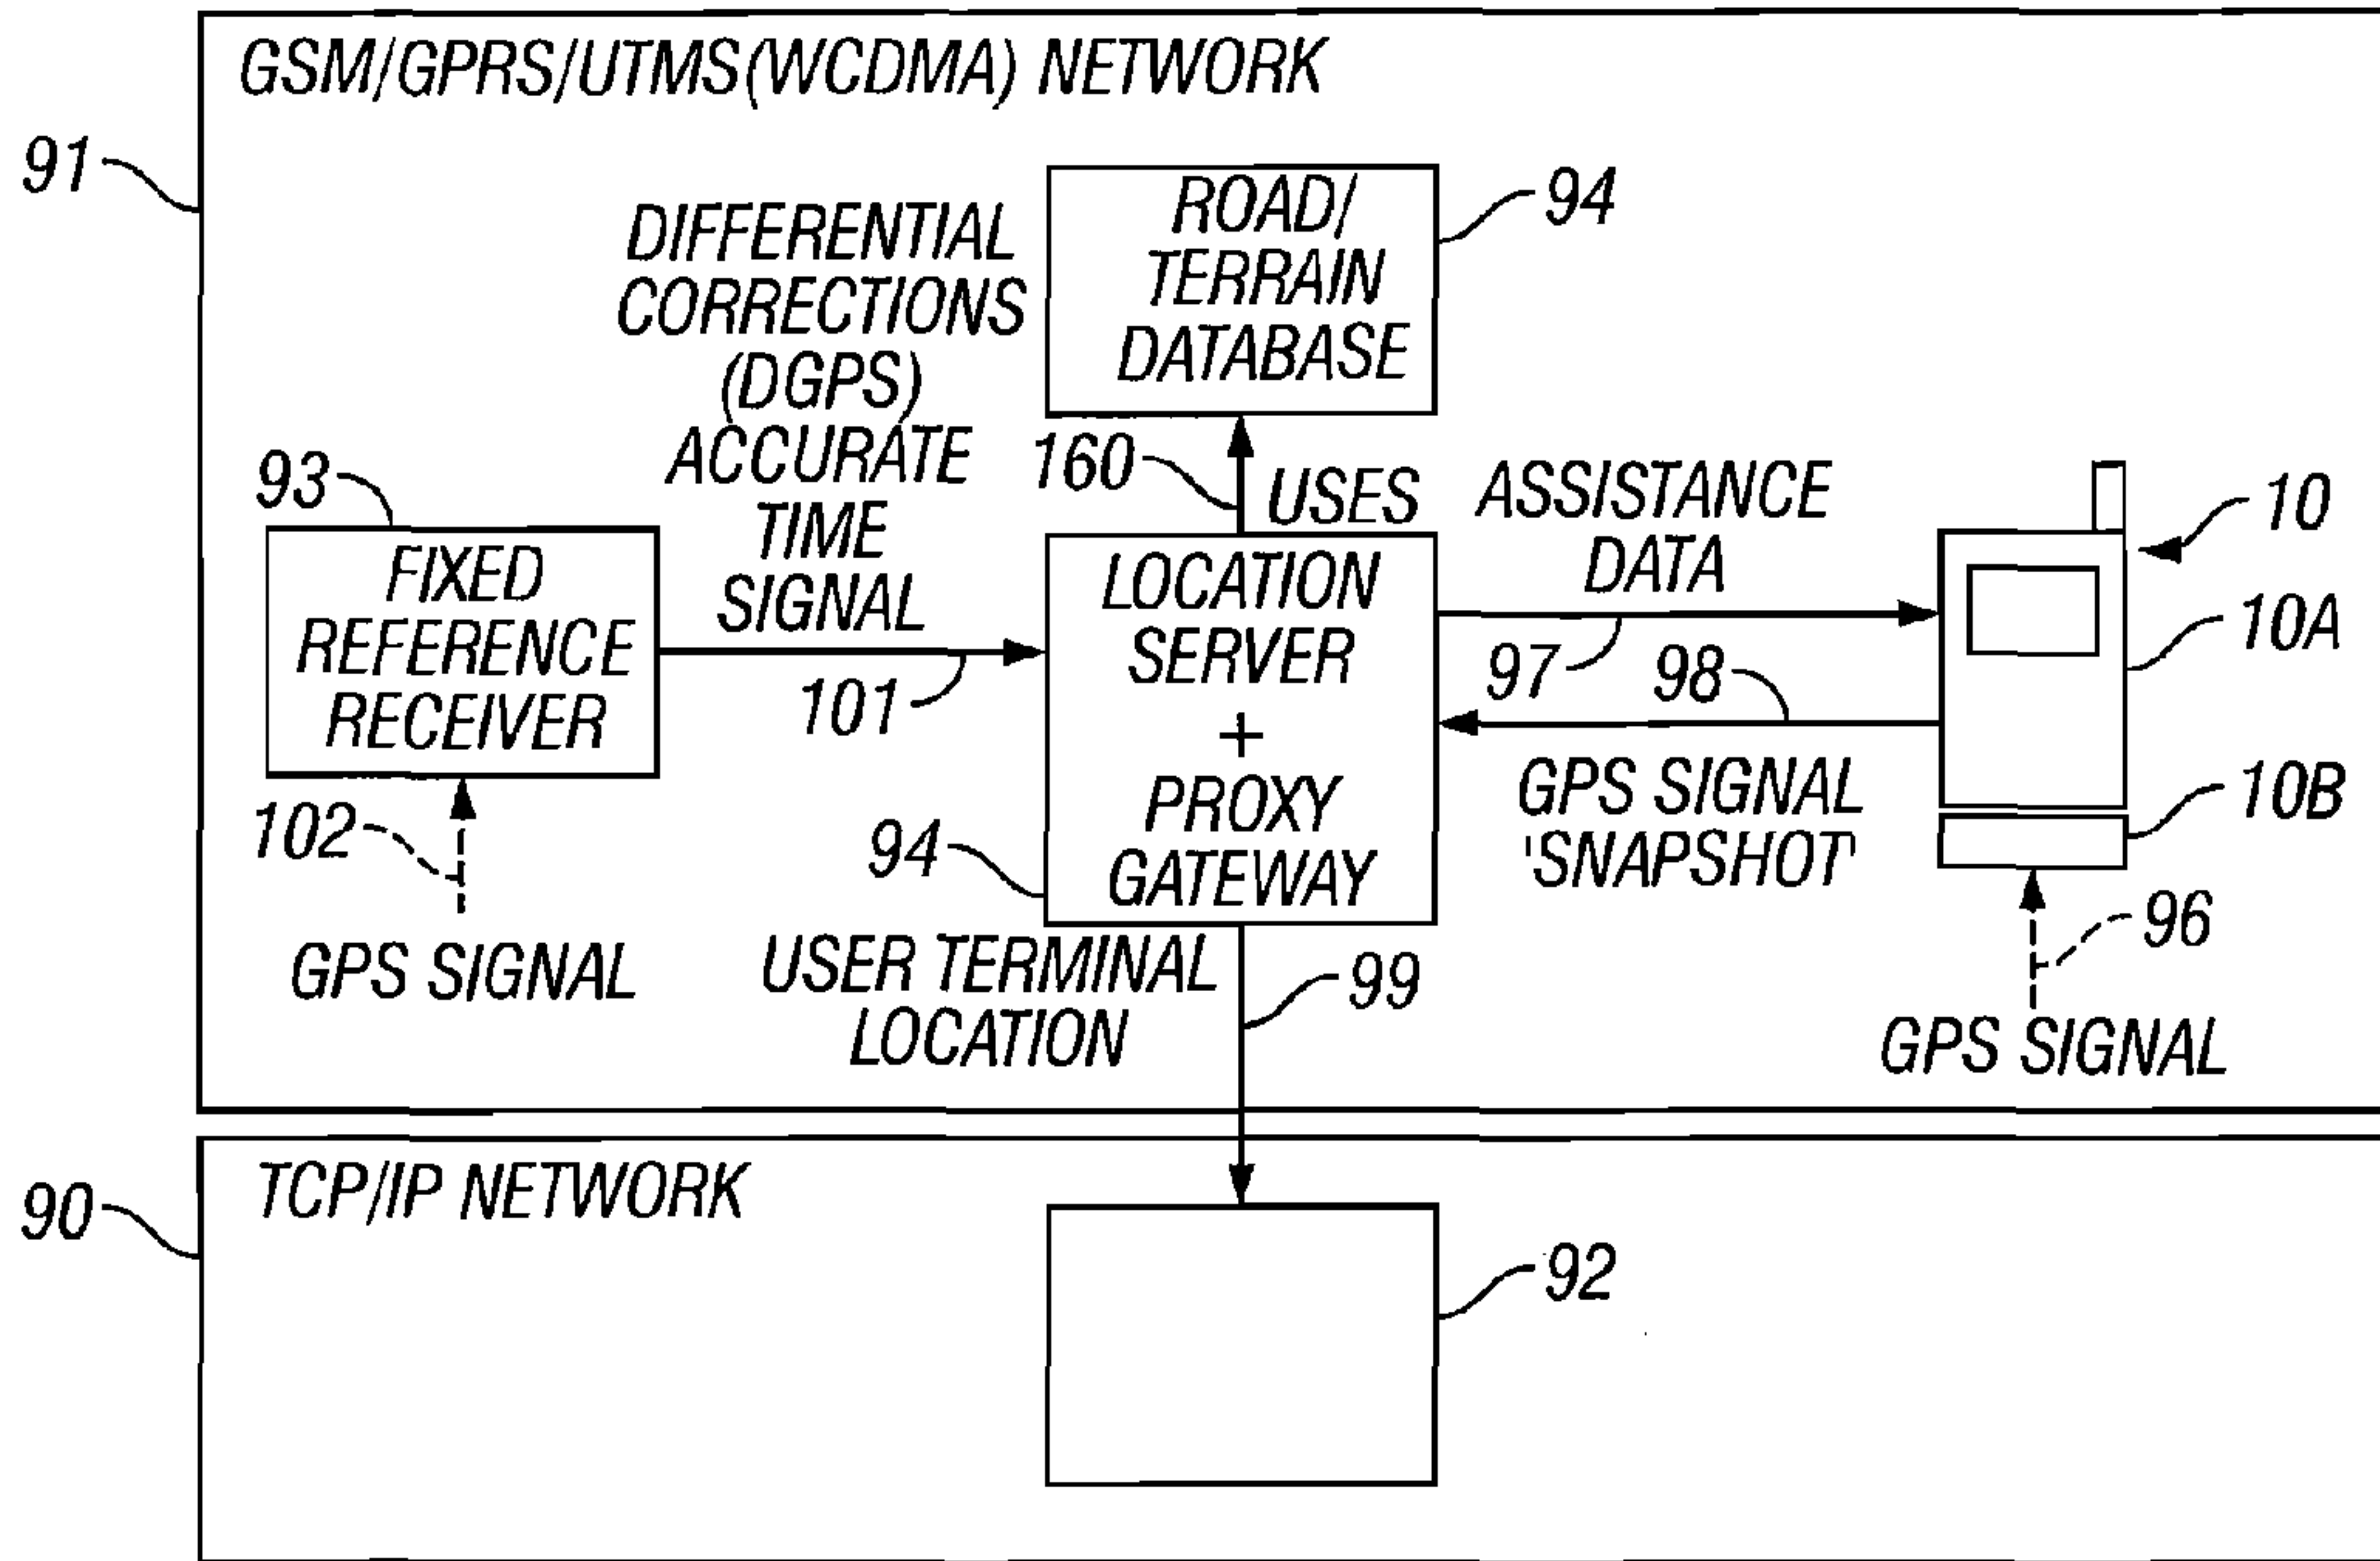 GSM/GPRS/UTMS(WCDMA) NETWORK
91
ROAD/
TERRAIN
DATABASE
94
DIFFERENTIAL
CORRECTIONS
(DGPS)
ACCURATE
TIME
SIGNAL
160
USES
93
FIXED
REFERENCE
RECEIVER
101
LOCATION
SERVER
+
PROXY
GATEWAY
94
ASSISTANCE
DATA
97
98
GPS SIGNAL
'SNAPSHOT'
10
10A
10B
96
GPS SIGNAL
102
GPS SIGNAL
USER TERMINAL
LOCATION
99
90
TCP/IP NETWORK
92